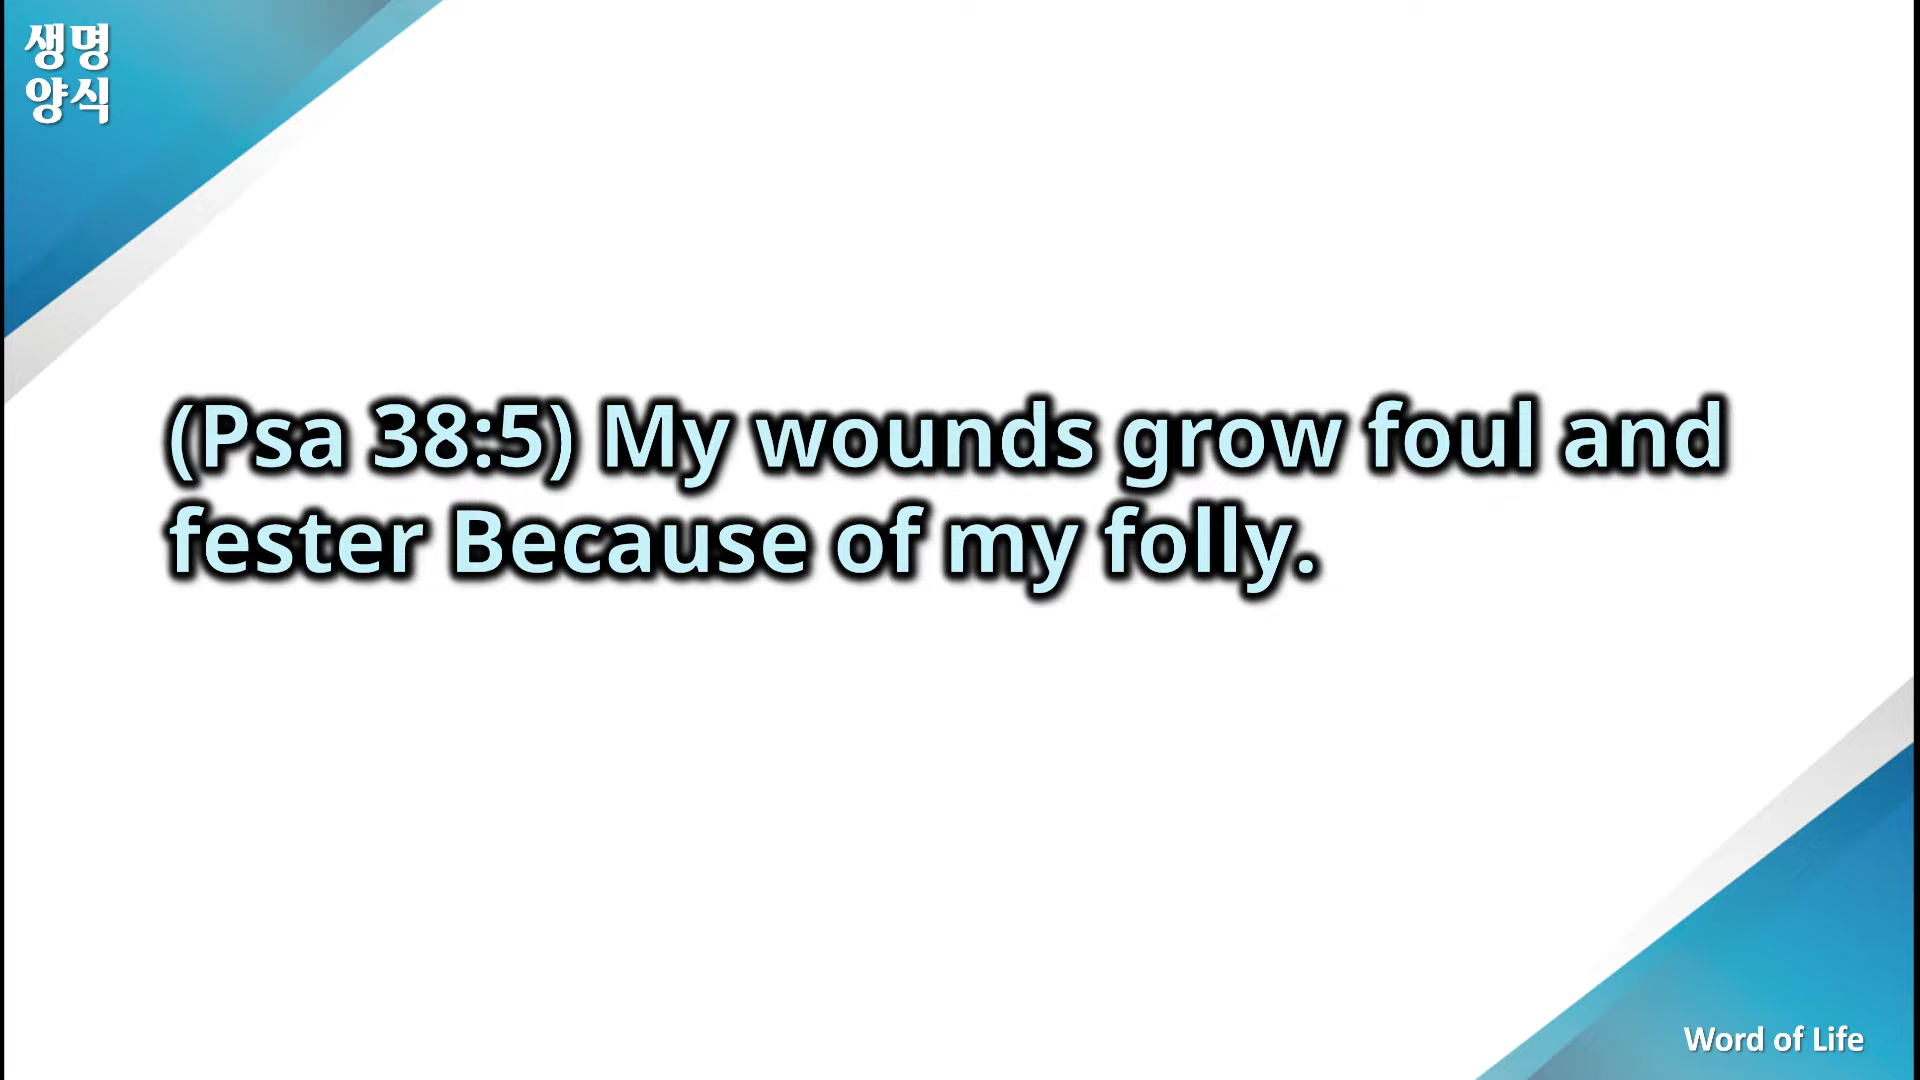 생명
양식
(Psa 38:5) My wounds grow foul and
fester Because of my folly.
Word of Life